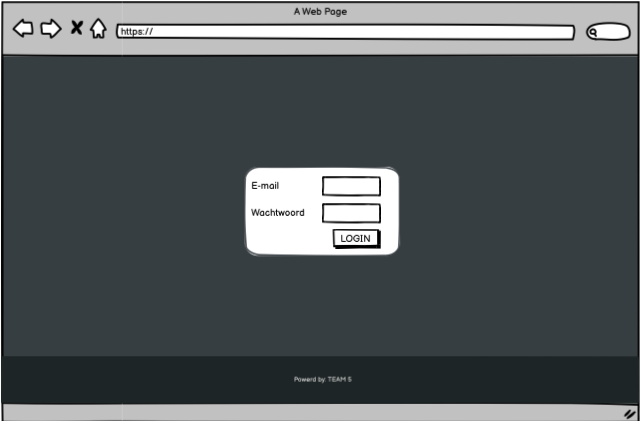 A Web Page
https://
E-mail
Wachtwoord
LOGIN
Powerd by: TEAM 5